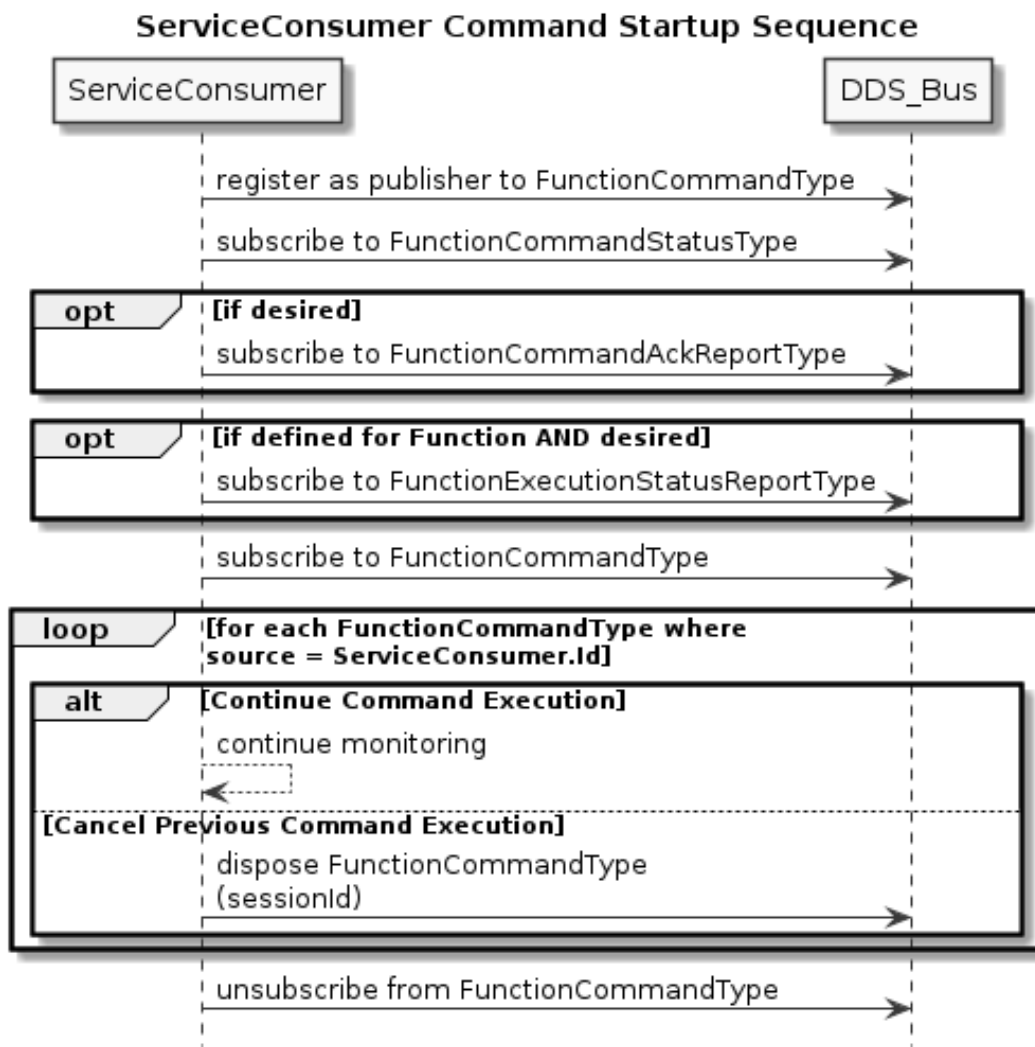 ServiceConsumer Command Startup Sequence
ServiceConsumer
DDS_Bus
register as publisher to FunctionCommandType
subscribe to FunctionCommandStatusType
opt
[if desired]
subscribe to FunctionCommandAckReportType
opt
[if defined for Function AND desired]
subscribe to FunctionExecutionStatusReportType
subscribe to FunctionCommandType
loop
[for each FunctionCommandType where
source = ServiceConsumer.Id]
alt
[Continue Command Execution]
continue monitoring
[Cancel Previous Command Execution]
dispose FunctionCommandType
(sessionId)
unsubscribe from FunctionCommandType